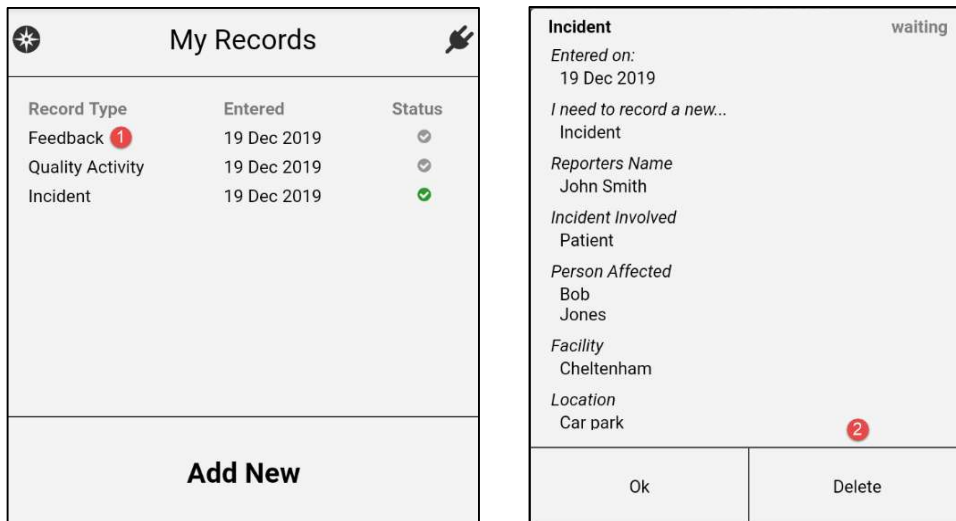 My Records
Record Type Entered Status
Feedback 1 19 Dec 2019
Quality Activity 19 Dec 2019
Incident 19 Dec 2019
Add New
Incident waiting
Entered on:
19 Dec 2019
I need to record a new...
Incident
Reporters Name
John Smith
Incident Involved
Patient
Person Affected
Bob
Jones
Facility
Cheltenham
Location
Car park
2
Ok Delete